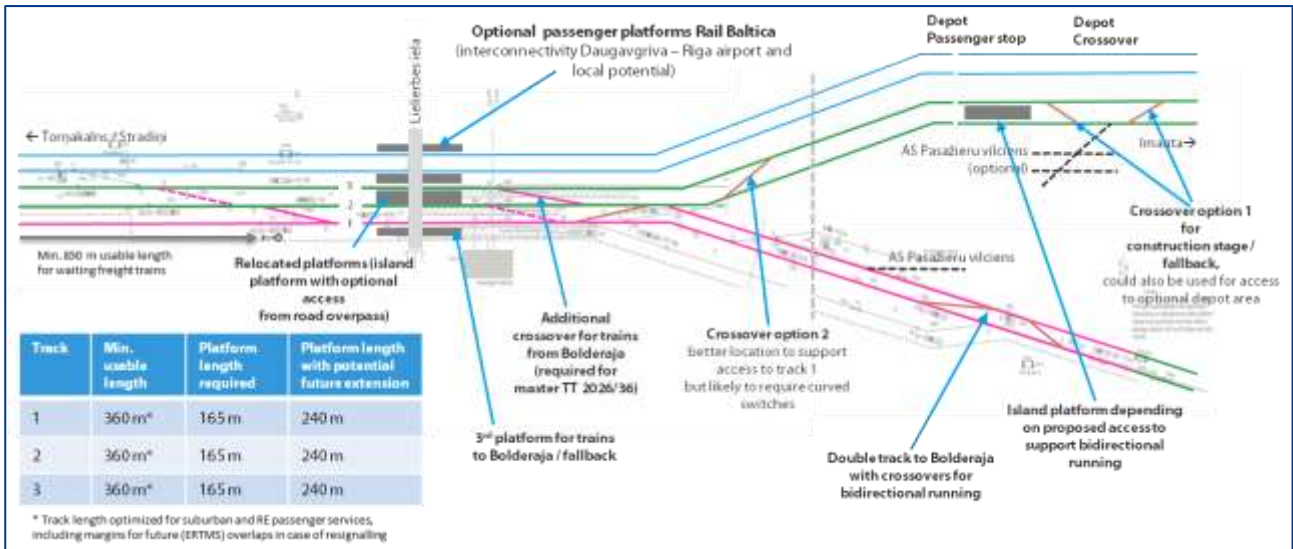 Optional passenger platforms Rail Baltica
(interconnectivity Daugavgriva – Riga airport and
local potential)
Depot
Passenger stop
Depot
Crossover
Lielirbes iela
← Torņakalns / Stradiņi
Imauta →
AS Pasažieru vilciens
(optional)
3
2
1
Min. 850 m usable length
for waiting freight trains
Relocated platforms (island
platform with optional
access
from road overpass)
AS Pasažieru vilciens
Crossover option 1
for
construction stage /
fallback,
could also be used for access
to optional depot area
Additional
crossover for trains
from Bolderaja
(required for
master TT 2026/36)
Crossover option 2
better location to support
access to track 1
but likely to require curved
switches
3rd platform for trains
to Bolderaja / fallback
Double track to Bolderaja
with crossovers for
bidirectional running
Island platform depending
on proposed access to
support bidirectional
running
Track Min. usable length Platform length required Platform length with potential future extension
1 360 m* 165 m 240 m
2 360 m* 165 m 240 m
3 360 m* 165 m 240 m
* Track length optimized for suburban and RE passenger services,
including margins for future (ERTMS) overlaps in case of resignalling